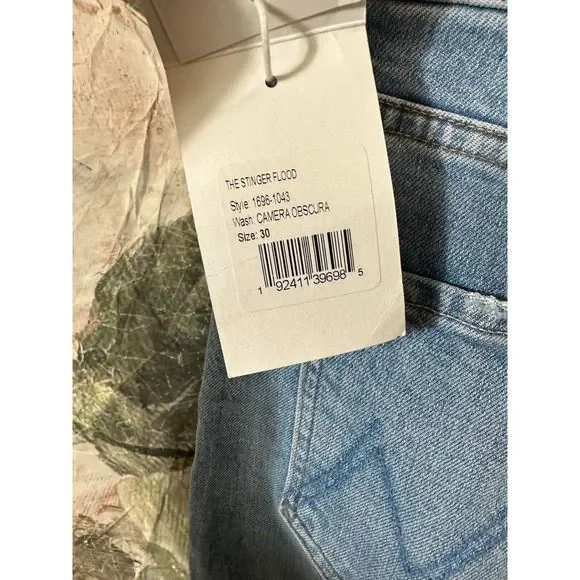 THE STINGER FLOOD
Style: 1696-1043
Wash: CAMERA OBSCURA
Size: 30
1 92411 39698 5